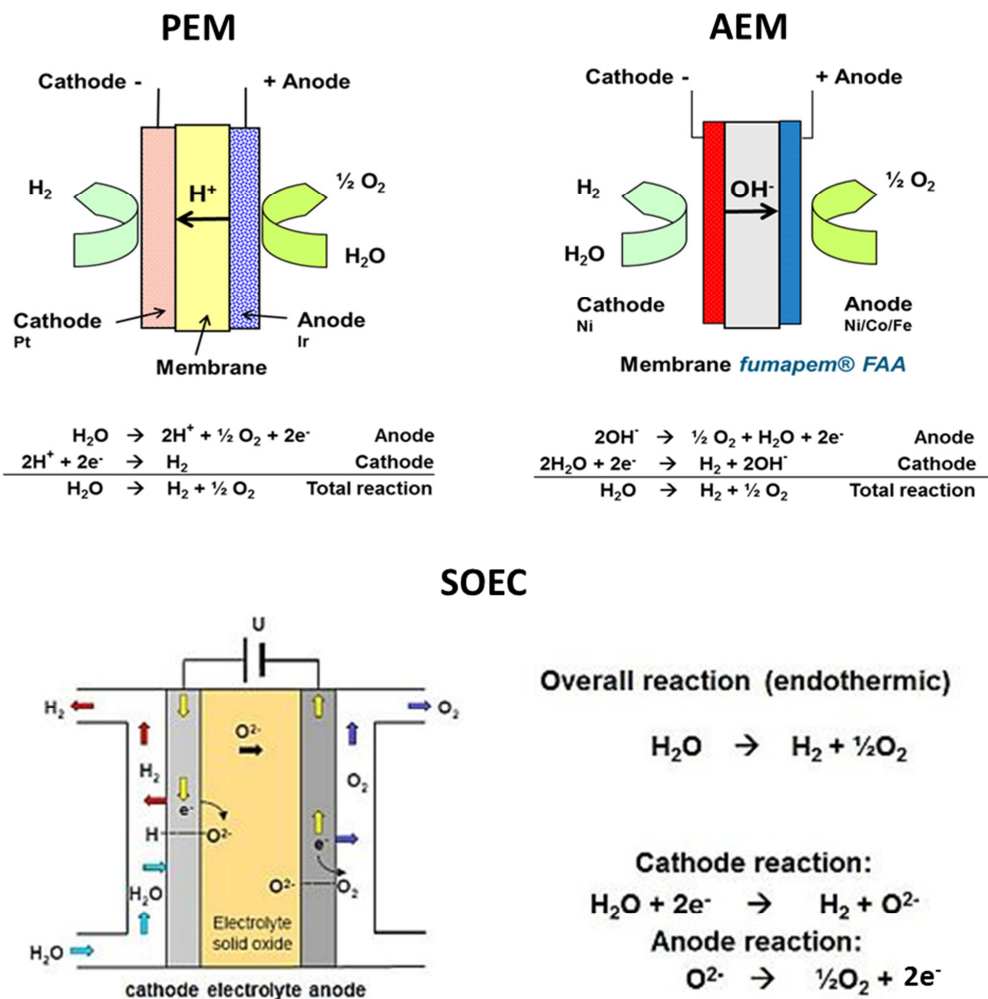 PEM
Cathode -
+ Anode
H₂
H⁺
½ O₂
H₂O
Cathode
Pt
Anode
Ir
Membrane
H₂O → 2H⁺ + ½ O₂ + 2e⁻ Anode
2H⁺ + 2e⁻ → H₂ Cathode
H₂O → H₂ + ½ O₂ Total reaction
AEM
Cathode -
+ Anode
H₂
OH⁻
½ O₂
H₂O
Cathode
Ni
Anode
Ni/Co/Fe
Membrane fumapem® FAA
2OH⁻ → ½ O₂ + H₂O + 2e⁻ Anode
2H₂O + 2e⁻ → H₂ + 2OH⁻ Cathode
H₂O → H₂ + ½ O₂ Total reaction
SOEC
U
H₂
O₂
O²⁻
H₂
O₂
e⁻
H
O²⁻
e⁻
H₂O
O²⁻
O₂
Electrolyte
solid oxide
H₂O
cathode electrolyte anode
Overall reaction (endothermic)
H₂O → H₂ + ½O₂
Cathode reaction:
H₂O + 2e⁻ → H₂ + O²⁻
Anode reaction:
O²⁻ → ½O₂ + 2e⁻